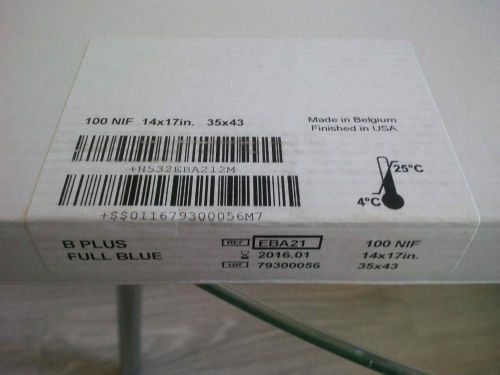 100 NIF 14x17in. 35x43
Made in Belgium
Finished in USA
+H532EBA212M
25°C
4°C
+$$011679300056M7
B PLUS
FULL BLUE
REF EBA21
2016.01
LOT 79300056
100 NIF
14x17in.
35x43